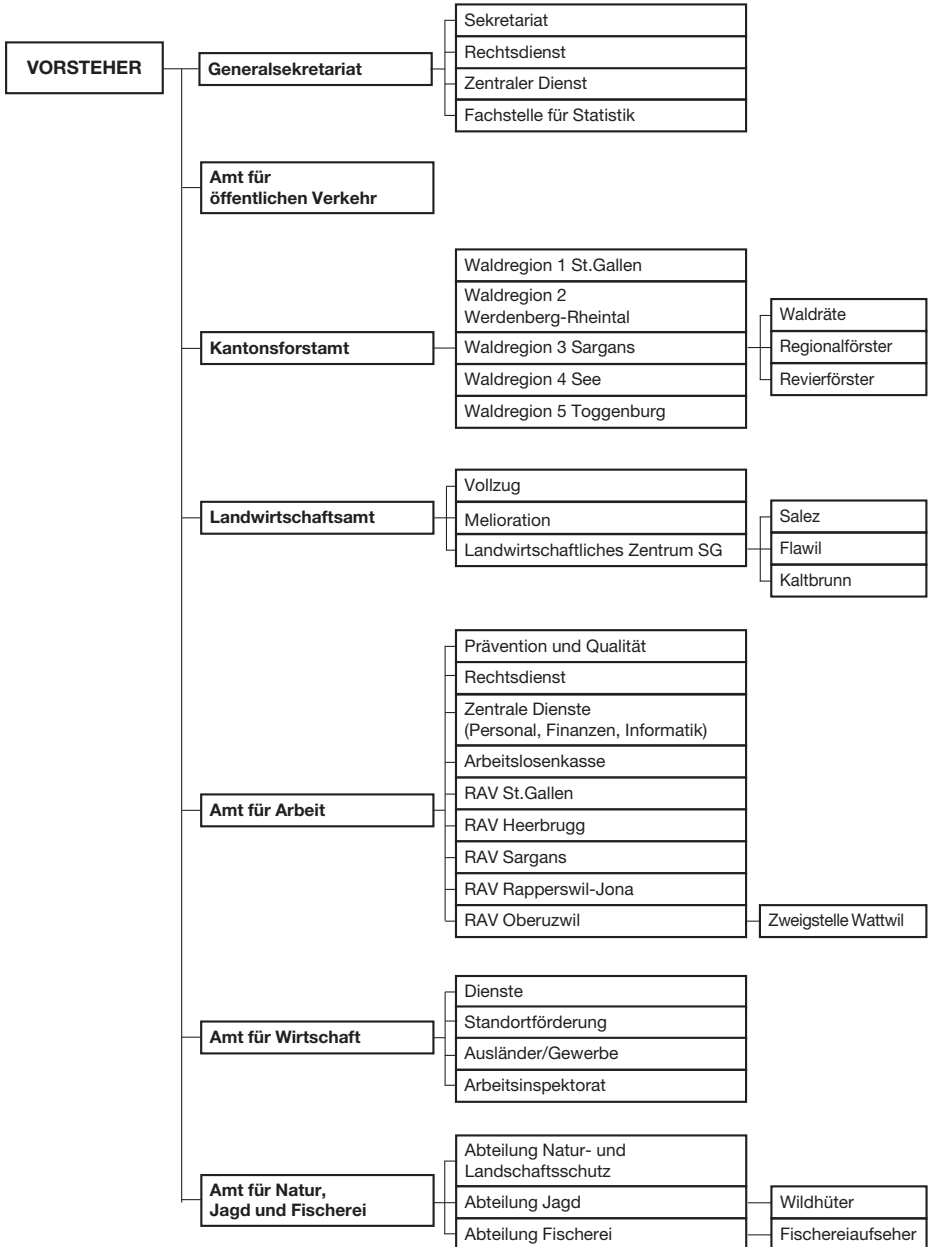 VORSTEHER
Generalsekretariat
Sekretariat
Rechtsdienst
Zentraler Dienst
Fachstelle für Statistik
Amt für
öffentlichen Verkehr
Kantonsforstamt
Waldregion 1 St.Gallen
Waldregion 2
Werdenberg-Rheintal
Waldregion 3 Sargans
Waldregion 4 See
Waldregion 5 Toggenburg
Waldräte
Regionalförster
Revierförster
Landwirtschaftsamt
Vollzug
Melioration
Landwirtschaftliches Zentrum SG
Salez
Flawil
Kaltbrunn
Amt für Arbeit
Prävention und Qualität
Rechtsdienst
Zentrale Dienste
(Personal, Finanzen, Informatik)
Arbeitslosenkasse
RAV St.Gallen
RAV Heerbrugg
RAV Sargans
RAV Rapperswil-Jona
RAV Oberuzwil
Zweigstelle Wattwil
Amt für Wirtschaft
Dienste
Standortförderung
Ausländer/Gewerbe
Arbeitsinspektorat
Amt für Natur,
Jagd und Fischerei
Abteilung Natur- und
Landschaftsschutz
Abteilung Jagd
Wildhüter
Abteilung Fischerei
Fischereiaufseher